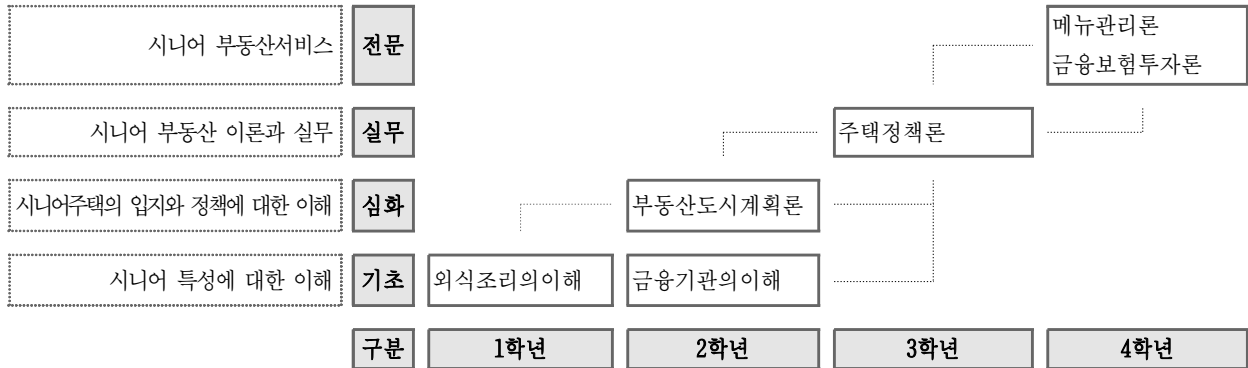 시니어 부동산서비스 전문 메뉴관리론
금융보험투자론
시니어 부동산 이론과 실무 실무 주택정책론
시니어주택의 입지와 정책에 대한 이해 심화 부동산도시계획론
시니어 특성에 대한 이해 기초 외식조리의이해 금융기관의이해
구분 1학년 2학년 3학년 4학년